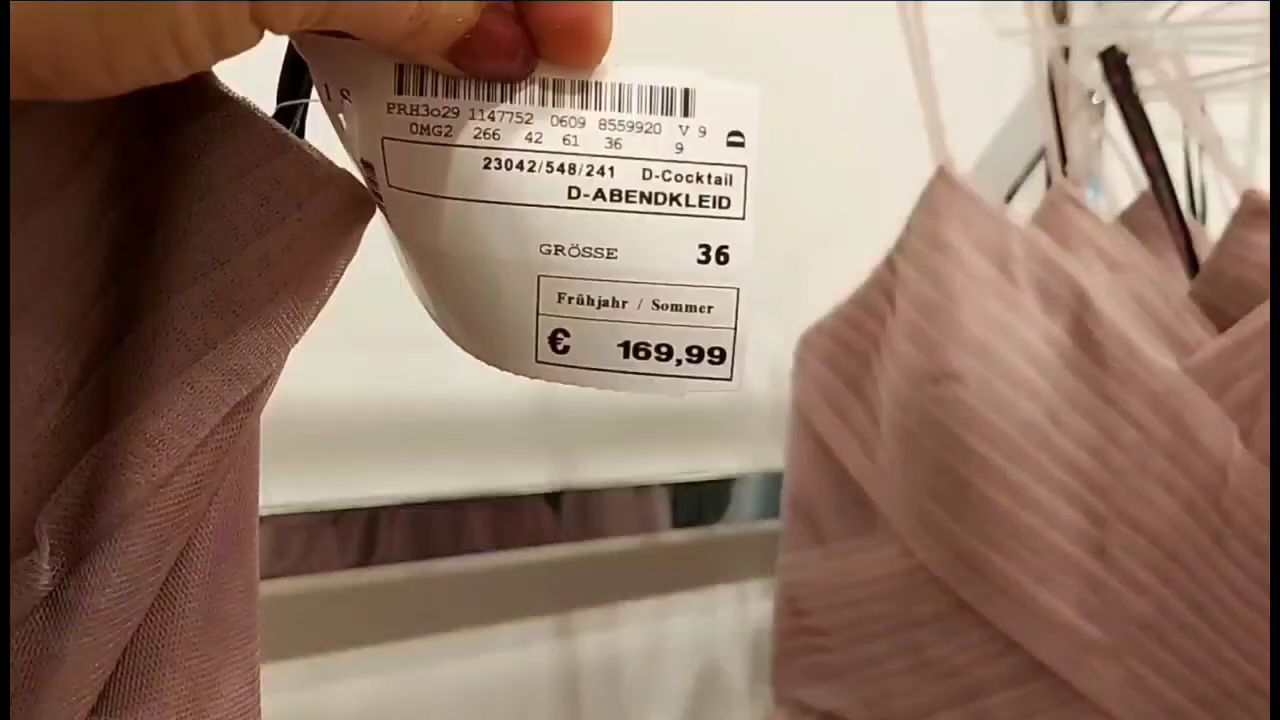 PRH3o29 1147752 0609 8559920 V 9
0MG2 266 42 61 36 9
23042/548/241 D-Cocktail
D-ABENDKLEID
GRÖSSE 36
Frühjahr / Sommer
€ 169,99